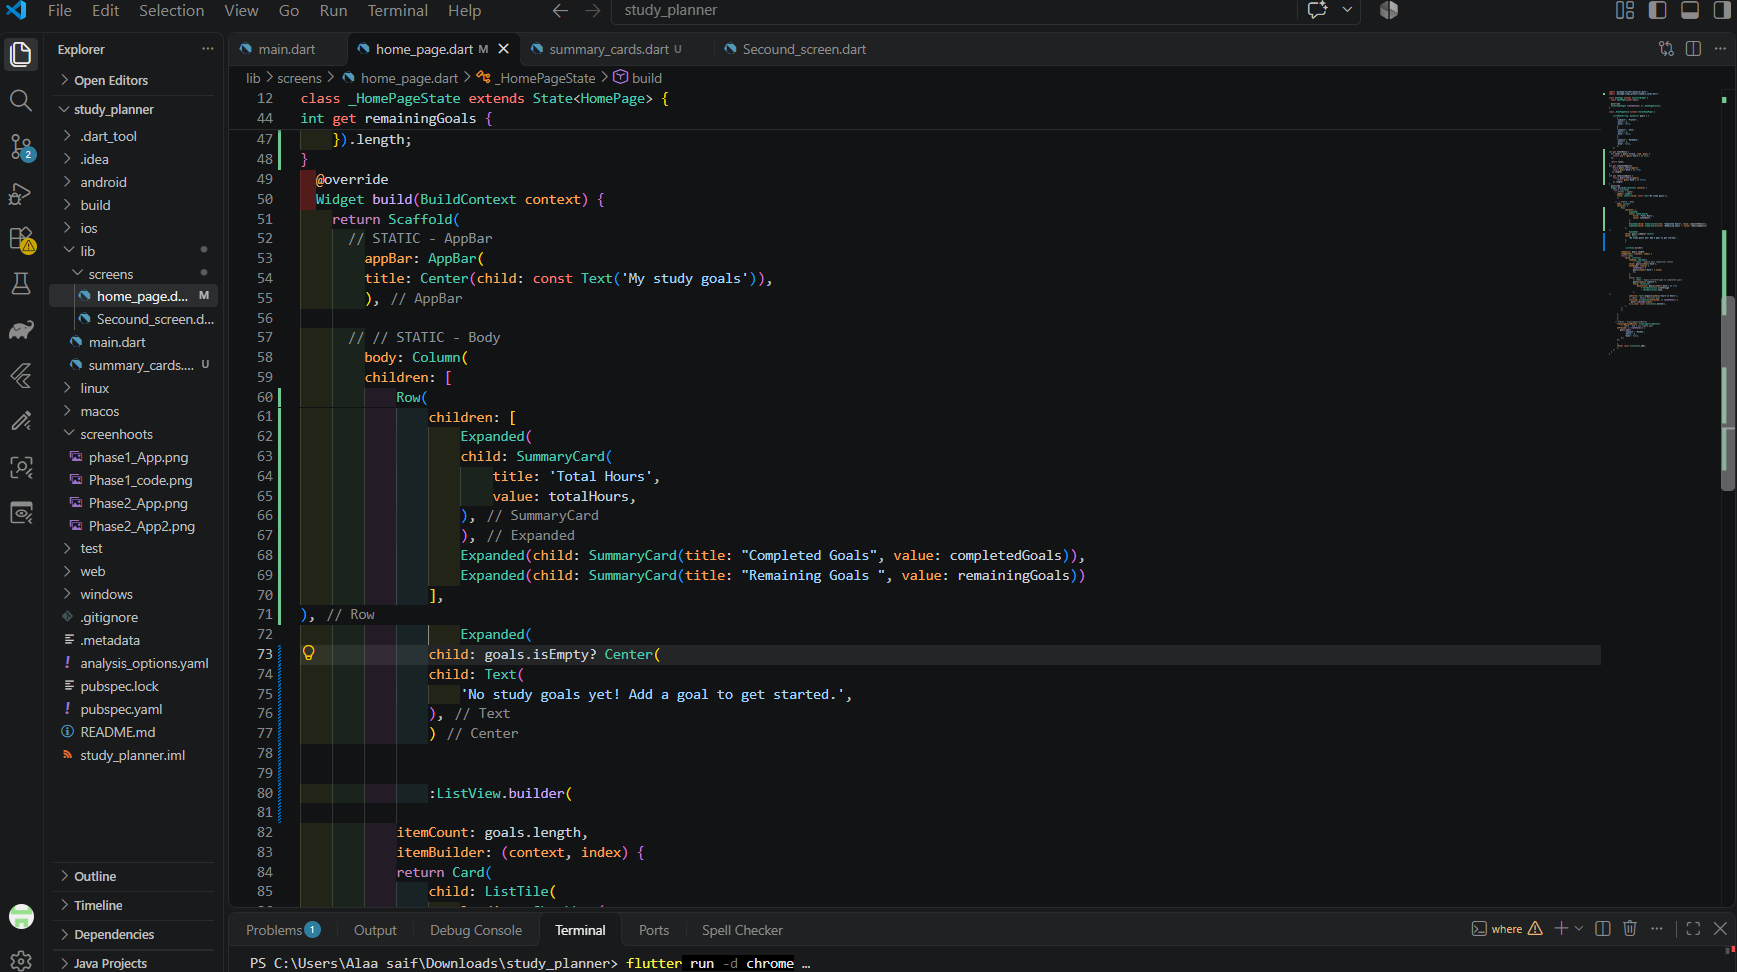 File Edit Selection View Go Run Terminal Help
study_planner
Explorer
main.dart
home_page.dart M
summary_cards.dart U
Secound_screen.dart
Open Editors
lib > screens > home_page.dart > _HomePageState > build
study_planner
.dart_tool
.idea
android
build
ios
lib
screens
home_page.d... M
Secound_screen.d...
main.dart
summary_cards.... U
linux
macos
screenhoots
phase1_App.png
Phase1_code.png
Phase2_App.png
Phase2_App2.png
test
web
windows
.gitignore
.metadata
analysis_options.yaml
pubspec.lock
pubspec.yaml
README.md
study_planner.iml
Outline
Timeline
Dependencies
Java Projects
2
12 class _HomePageState extends State<HomePage> {
44 int get remainingGoals {
47 }).length;
48 }
49 @override
50 Widget build(BuildContext context) {
51 return Scaffold(
52 // STATIC - AppBar
53 appBar: AppBar(
54 title: Center(child: const Text('My study goals')),
55 ), // AppBar
56
57 // // STATIC - Body
58 body: Column(
59 children: [
60 Row(
61 children: [
62 Expanded(
63 child: SummaryCard(
64 title: 'Total Hours',
65 value: totalHours,
66 ), // SummaryCard
67 ), // Expanded
68 Expanded(child: SummaryCard(title: "Completed Goals", value: completedGoals)),
69 Expanded(child: SummaryCard(title: "Remaining Goals ", value: remainingGoals))
70 ],
71 ), // Row
72 Expanded(
73 child: goals.isEmpty? Center(
74 child: Text(
75 'No study goals yet! Add a goal to get started.',
76 ), // Text
77 ) // Center
78
79
80 :ListView.builder(
81
82 itemCount: goals.length,
83 itemBuilder: (context, index) {
84 return Card(
85 child: ListTile(
Problems 1 Output Debug Console Terminal Ports Spell Checker
where
PS C:\Users\Alaa saif\Downloads\study_planner> flutter run -d chrome ...